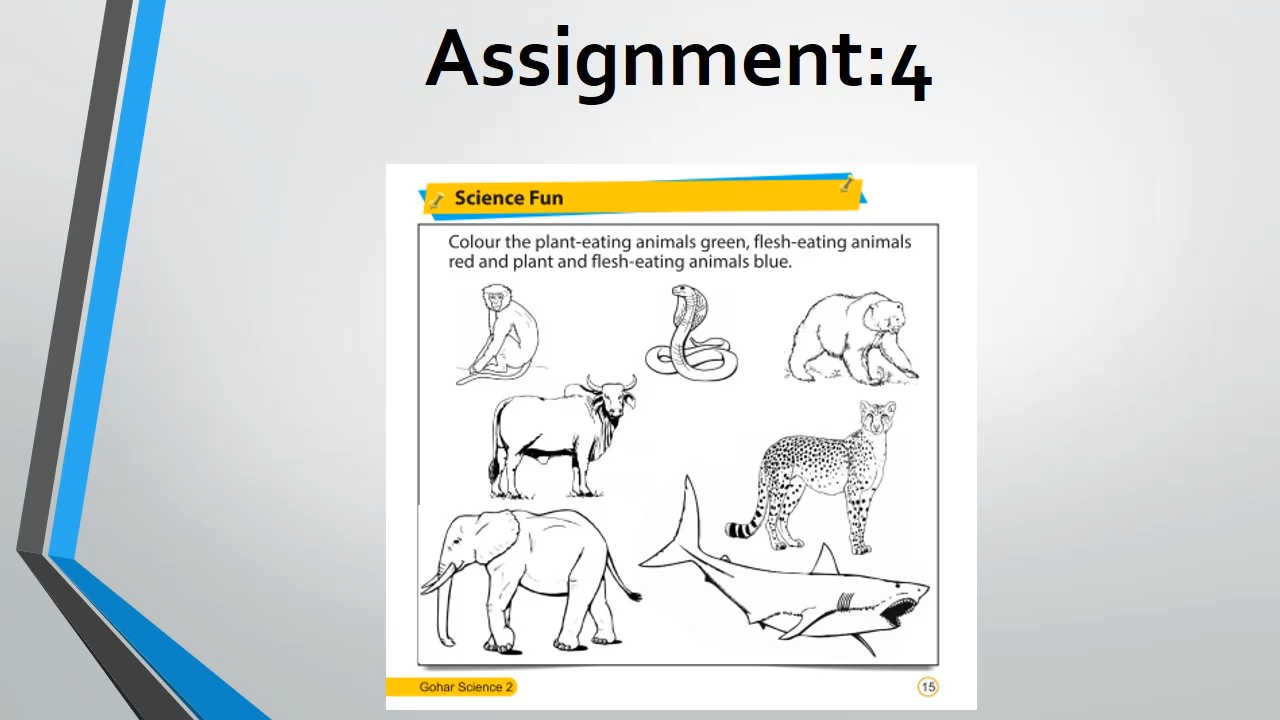 Assignment:4
Science Fun
Colour the plant-eating animals green, flesh-eating animals
red and plant and flesh-eating animals blue.
Gohar Science 2
15